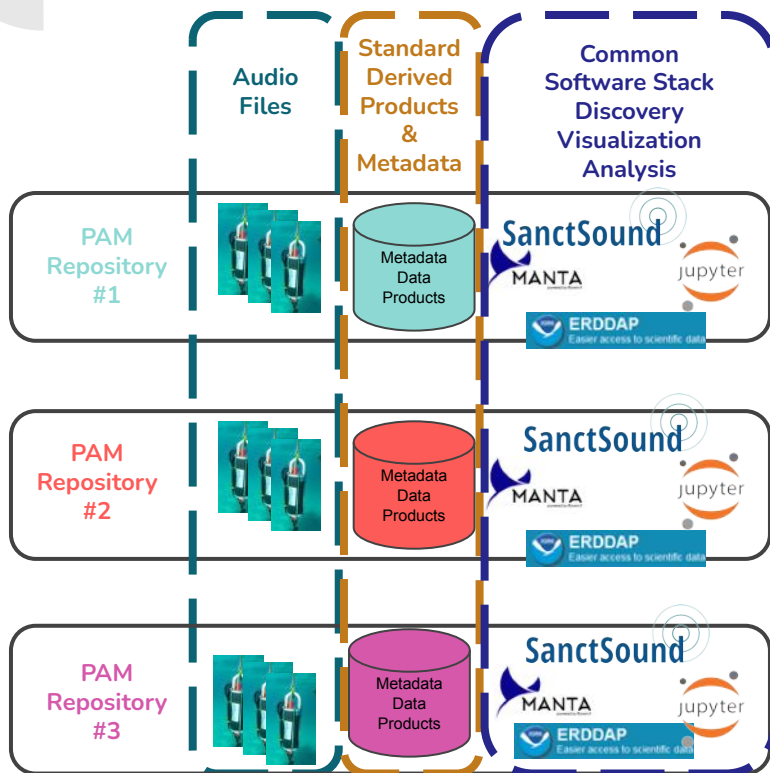 Audio
Files
Standard
Derived
Products
&
Metadata
Common
Software Stack
Discovery
Visualization
Analysis
PAM
Repository
#1
Metadata
Data
Products
SanctSound
MANTA
jupyter
ERDDAP
Easier access to scientific data
PAM
Repository
#2
Metadata
Data
Products
SanctSound
MANTA
jupyter
ERDDAP
Easier access to scientific data
PAM
Repository
#3
Metadata
Data
Products
SanctSound
MANTA
jupyter
ERDDAP
Easier access to scientific data